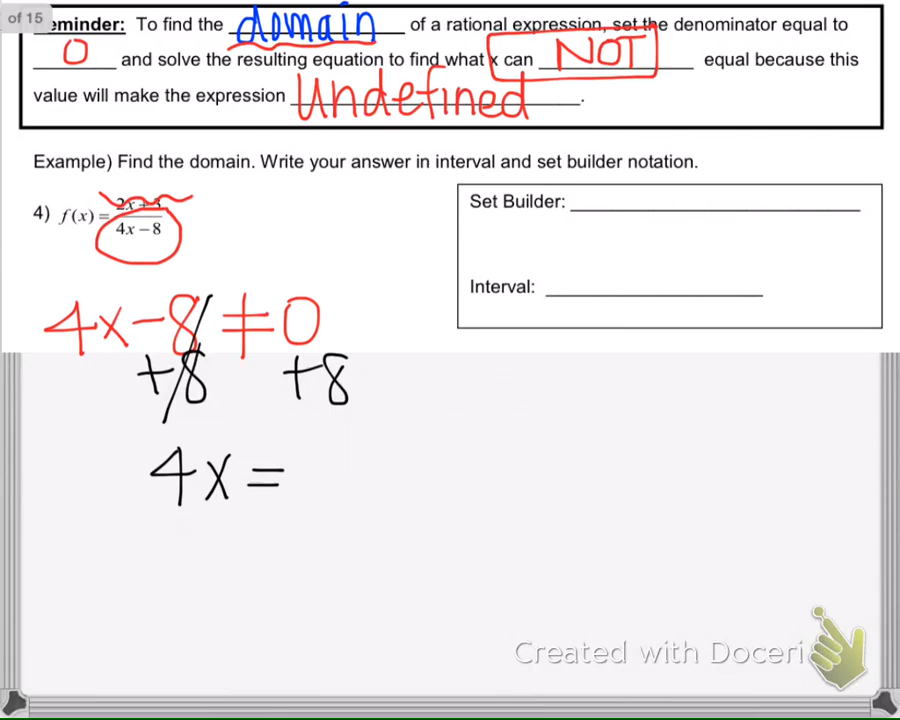 of 15
eminder: To find the domain of a rational expression, set the denominator equal to
0 and solve the resulting equation to find what x can NOT equal because this
value will make the expression Undefined.
Example) Find the domain. Write your answer in interval and set builder notation.
4) f(x) = 2x + 3 / 4x – 8
Set Builder:
Interval:
4x – 8 ≠ 0
+8 +8
4x =
Created with Doceri